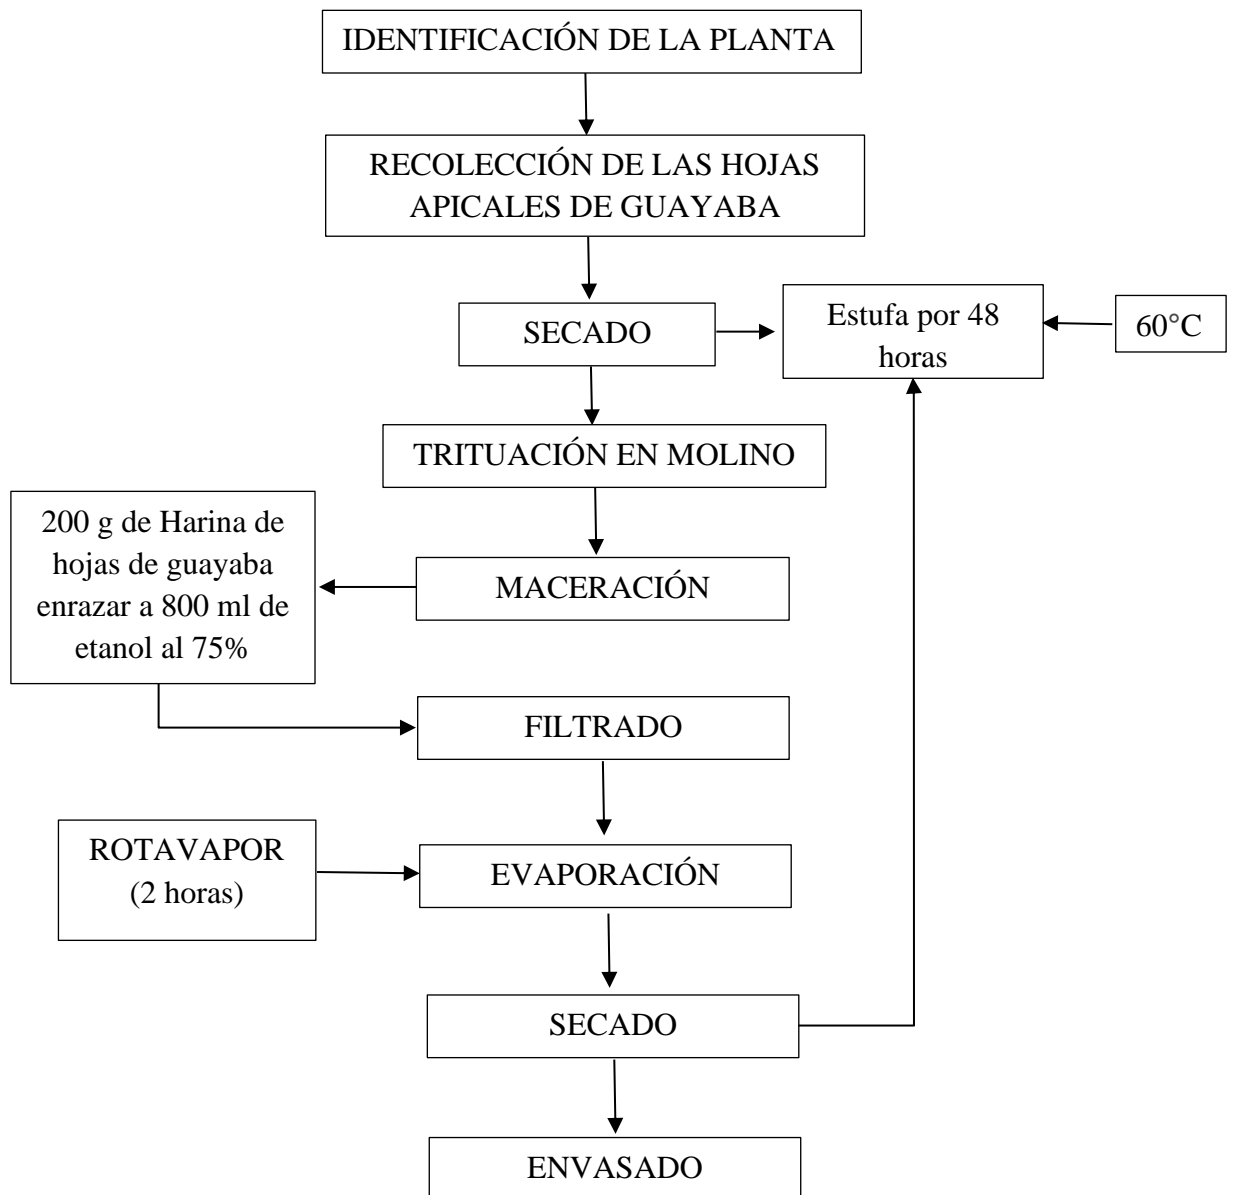 IDENTIFICACIÓN DE LA PLANTA
RECOLECCIÓN DE LAS HOJAS
APICALES DE GUAYABA
SECADO
Estufa por 48
horas
60°C
TRITUACIÓN EN MOLINO
200 g de Harina de
hojas de guayaba
enrazar a 800 ml de
etanol al 75%
MACERACIÓN
FILTRADO
ROTAVAPOR
(2 horas)
EVAPORACIÓN
SECADO
ENVASADO